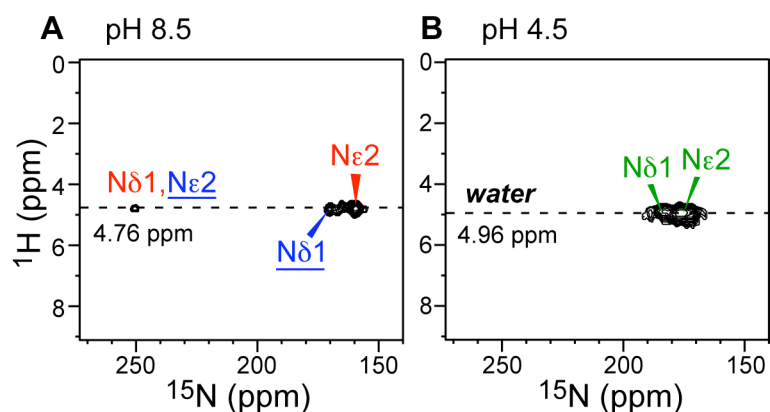 A pH 8.5
0
2
4
6
8
¹H (ppm)
Nδ1, Nε2
Nε2
4.76 ppm
Nδ1
250 200 150
¹⁵N (ppm)
B pH 4.5
0
2
4
6
8
Nδ1 Nε2
water
4.96 ppm
250 200 150
¹⁵N (ppm)